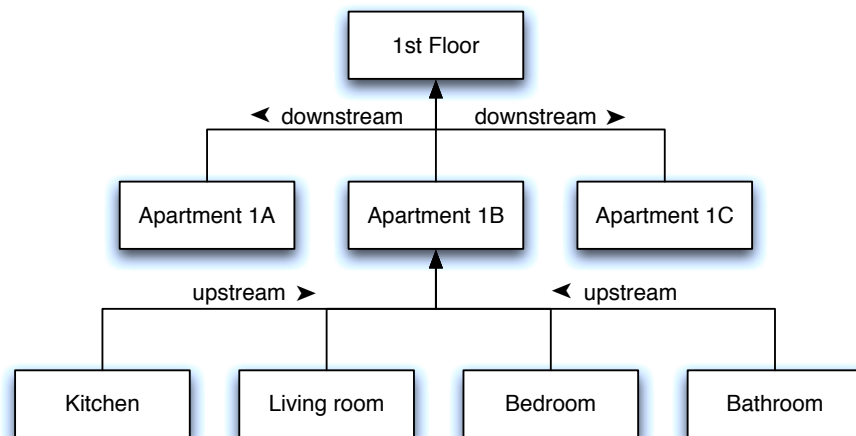 1st Floor
downstream
downstream
Apartment 1A
Apartment 1B
Apartment 1C
upstream
upstream
Kitchen
Living room
Bedroom
Bathroom